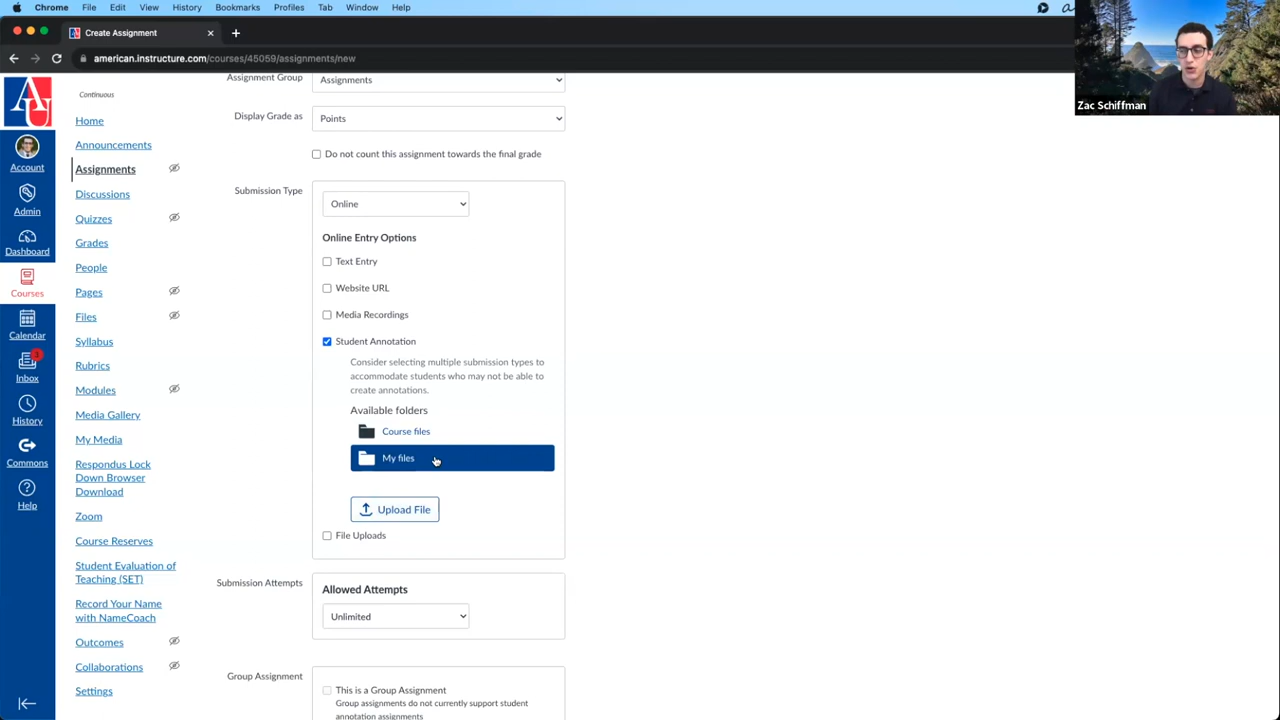 Chrome File Edit View History Bookmarks Profiles Tab Window Help
Create Assignment
american.instructure.com/courses/45059/assignments/new
Zac Schiffman
AU
Account
Admin
Dashboard
Courses
Calendar
1
Inbox
History
Commons
Help
Continuous
Home
Announcements
Assignments
Discussions
Quizzes
Grades
People
Pages
Files
Syllabus
Rubrics
Modules
Media Gallery
My Media
Respondus Lock
Down Browser
Download
Zoom
Course Reserves
Student Evaluation of
Teaching (SET)
Record Your Name
with NameCoach
Outcomes
Collaborations
Settings
Assignment Group Assignments
Display Grade as Points
Do not count this assignment towards the final grade
Submission Type
Online
Online Entry Options
Text Entry
Website URL
Media Recordings
Student Annotation
Consider selecting multiple submission types to
accommodate students who may not be able to
create annotations.
Available folders
Course files
My files
Upload File
File Uploads
Submission Attempts
Allowed Attempts
Unlimited
Group Assignment
This is a Group Assignment
Group assignments do not currently support student
annotation assignments